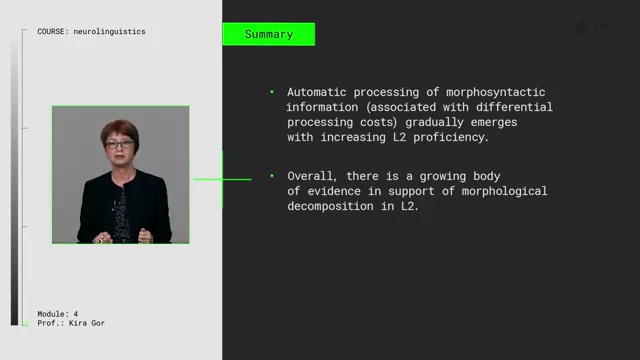 COURSE: neurolinguistics
Summary
• Automatic processing of morphosyntactic
information (associated with differential
processing costs) gradually emerges
with increasing L2 proficiency.
• Overall, there is a growing body
of evidence in support of morphological
decomposition in L2.
Module: 4
Prof.: Kira Gor